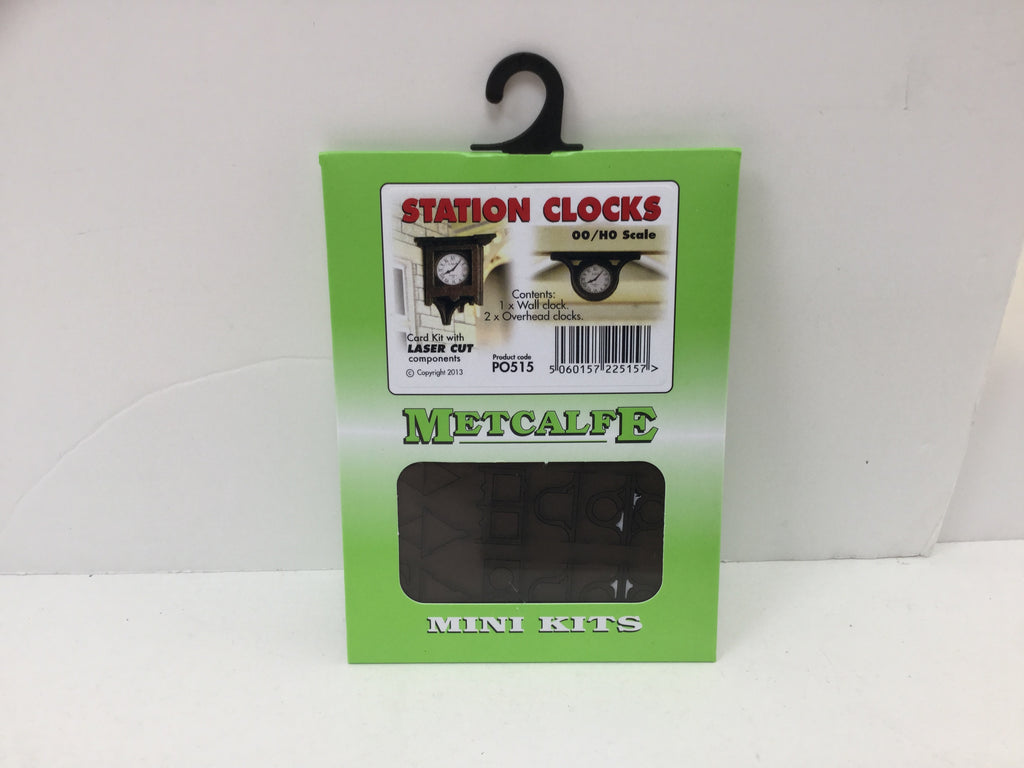 STATION CLOCKS
OO/HO Scale
Contents:
1 x Wall clock.
2 x Overhead clocks.
Card Kit with
LASER CUT
components
© Copyright 2013
Product code
PO515
5 060157 225157 >
METCALFE
MINI KITS